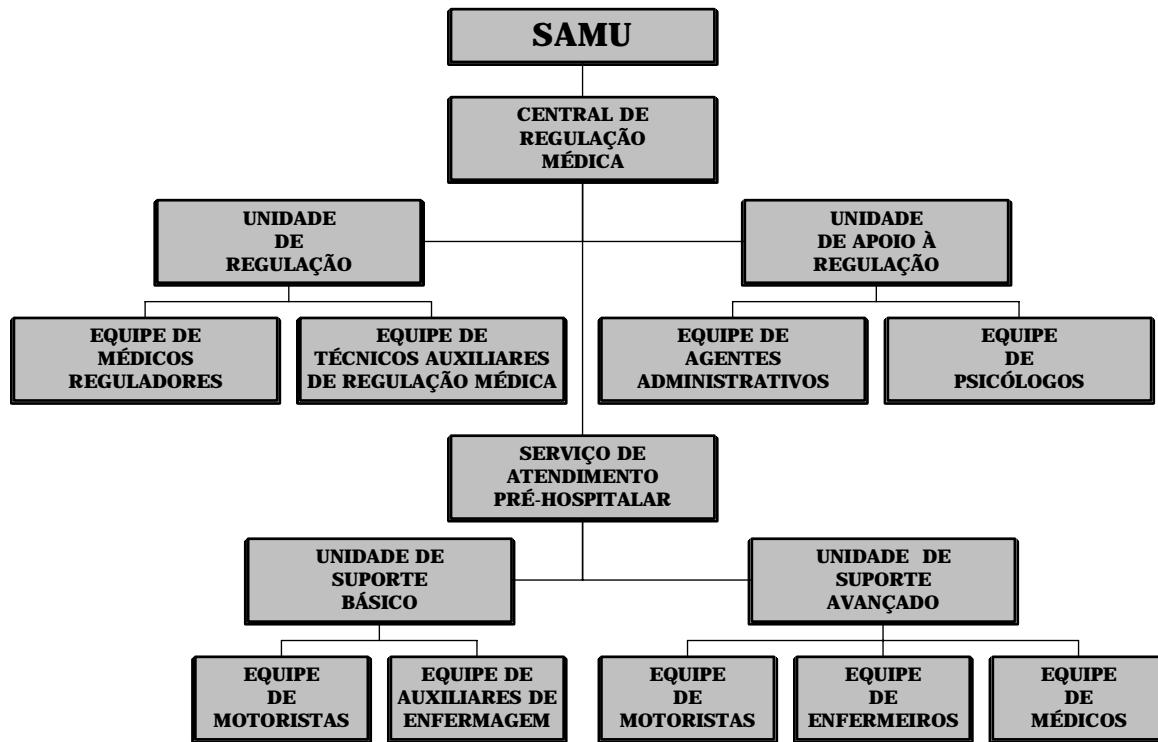 SAMU
CENTRAL DE
REGULAÇÃO
MÉDICA
UNIDADE
DE
REGULAÇÃO
UNIDADE
DE APOIO À
REGULAÇÃO
EQUIPE DE
MÉDICOS
REGULADORES
EQUIPE DE
TÉCNICOS AUXILIARES
DE REGULAÇÃO MÉDICA
EQUIPE DE
AGENTES
ADMINISTRATIVOS
EQUIPE
DE
PSICÓLOGOS
SERVIÇO DE
ATENDIMENTO
PRÉ-HOSPITALAR
UNIDADE DE
SUPORTE
BÁSICO
UNIDADE DE
SUPORTE
AVANÇADO
EQUIPE
DE
MOTORISTAS
EQUIPE DE
AUXILIARES DE
ENFERMAGEM
EQUIPE
DE
MOTORISTAS
EQUIPE
DE
ENFERMEIROS
EQUIPE
DE
MÉDICOS